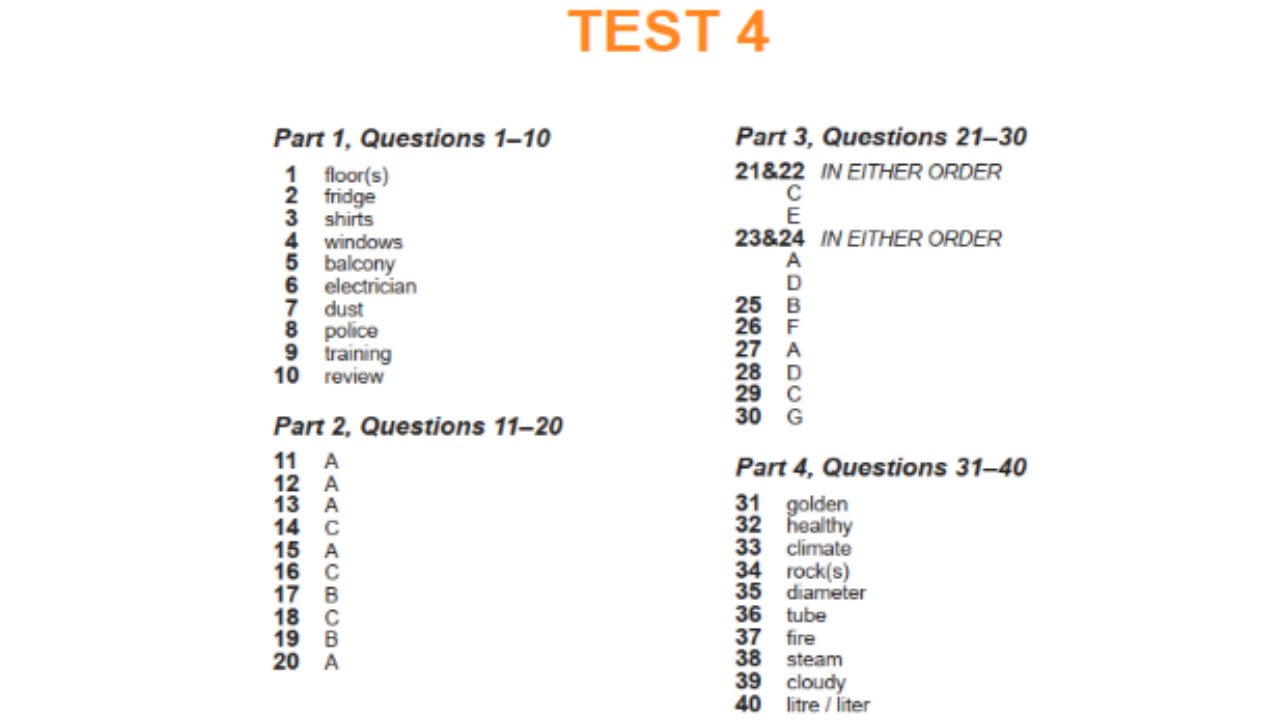 TEST 4
Part 1, Questions 1–10
1 floor(s)
2 fridge
3 shirts
4 windows
5 balcony
6 electrician
7 dust
8 police
9 training
10 review
Part 2, Questions 11–20
11 A
12 A
13 A
14 C
15 A
16 C
17 B
18 C
19 B
20 A
Part 3, Questions 21–30
21&22 IN EITHER ORDER
C
E
23&24 IN EITHER ORDER
A
D
25 B
26 F
27 A
28 D
29 C
30 G
Part 4, Questions 31–40
31 golden
32 healthy
33 climate
34 rock(s)
35 diameter
36 tube
37 fire
38 steam
39 cloudy
40 litre / liter